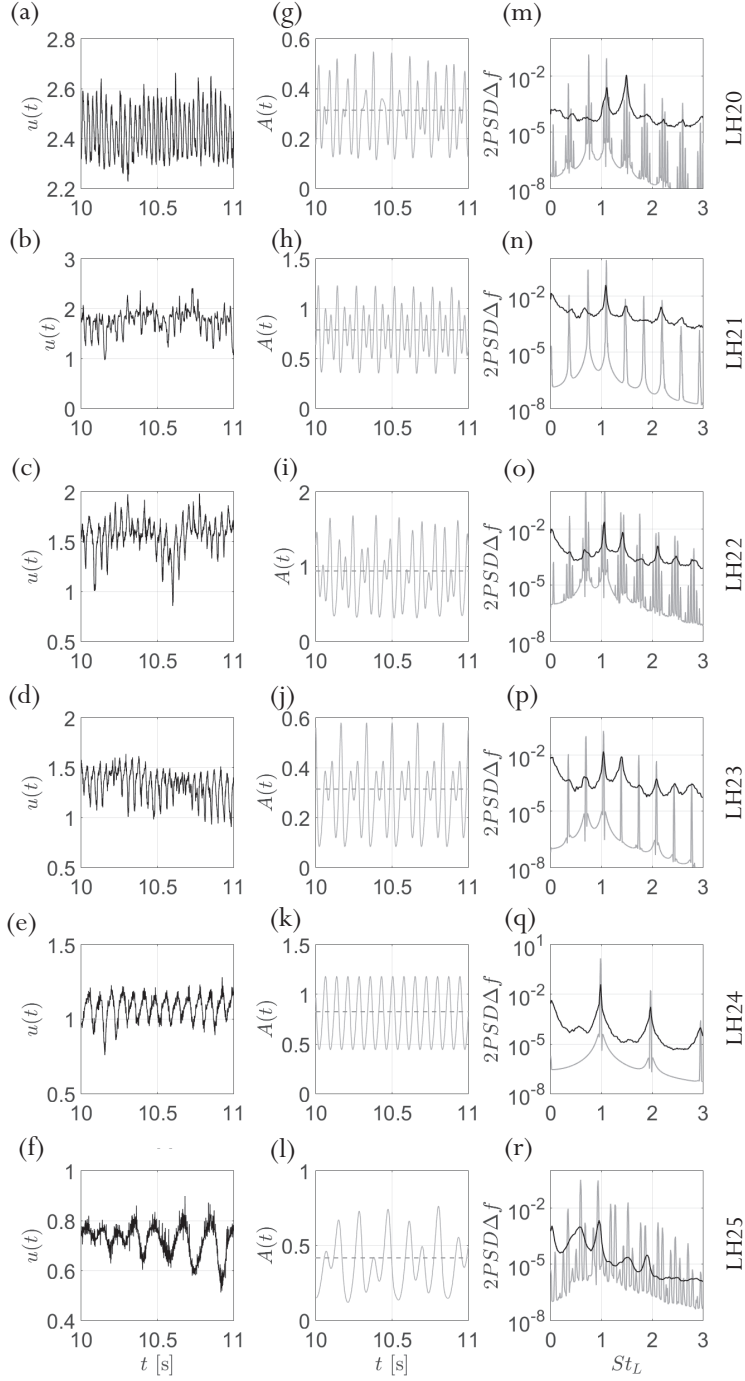 (a) (g) (m)
2.8 0.6
2.6 0.4 10^-2
2.4 0.2 10^-5
2.2 0 10^-8
10 10.5 11 10 10.5 11 0 1 2 3
u(t) A(t) 2PSDΔf LH20
(b) (h) (n)
3 1.5
2 1 10^-2
1 0.5 10^-5
0 0 10^-8
10 10.5 11 10 10.5 11 0 1 2 3
u(t) A(t) 2PSDΔf LH21
(c) (i) (o)
2 2
1.5 10^-2
1 1 10^-5
0.5 0 10^-8
10 10.5 11 10 10.5 11 0 1 2 3
u(t) A(t) 2PSDΔf LH22
(d) (j) (p)
2 0.6
1.5 0.4 10^-2
1 0.2 10^-5
0.5 0 10^-8
10 10.5 11 10 10.5 11 0 1 2 3
u(t) A(t) 2PSDΔf LH23
(e) (k) (q)
1.5 1.5 10^1
1 1 10^-2
0.5 10^-5
0.5 0 10^-8
10 10.5 11 10 10.5 11 0 1 2 3
u(t) A(t) 2PSDΔf LH24
(f) (l) (r)
1 1
0.8 10^-2
0.6 0.5 10^-5
0.4 0 10^-8
10 10.5 11 10 10.5 11 0 1 2 3
u(t) A(t) 2PSDΔf LH25
t [s] t [s] St_L